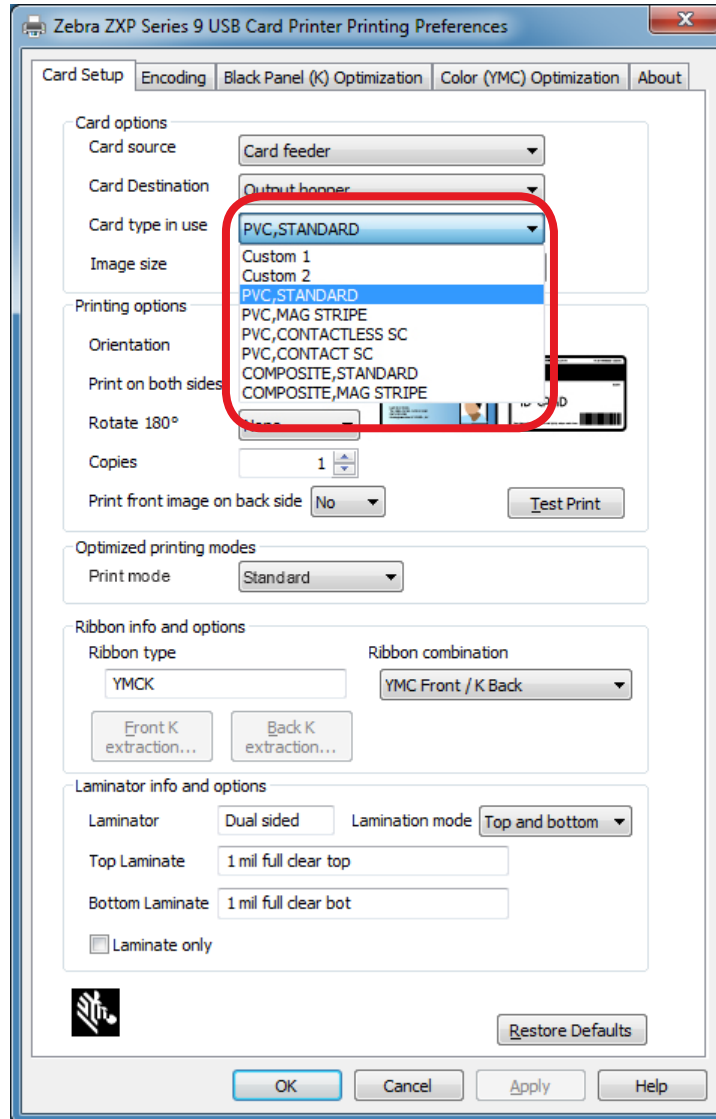 Zebra ZXP Series 9 USB Card Printer Printing Preferences
Card Setup Encoding Black Panel (K) Optimization Color (YMC) Optimization About
Card options
Card source Card feeder
Card Destination Output hopper
Card type in use PVC,STANDARD
Custom 1
Image size
Custom 2
PVC,STANDARD
Printing options
PVC,MAG STRIPE
PVC,CONTACTLESS SC
Orientation
PVC,CONTACT SC
COMPOSITE,STANDARD
Print on both sides
COMPOSITE,MAG STRIPE
ID CARD
Rotate 180° None
Copies 1
Print front image on back side No Test Print
Optimized printing modes
Print mode Standard
Ribbon info and options
Ribbon type Ribbon combination
YMCK YMC Front / K Back
Front K Back K
extraction... extraction...
Laminator info and options
Laminator Dual sided Lamination mode Top and bottom
Top Laminate 1 mil full clear top
Bottom Laminate 1 mil full clear bot
Laminate only
Restore Defaults
OK Cancel Apply Help